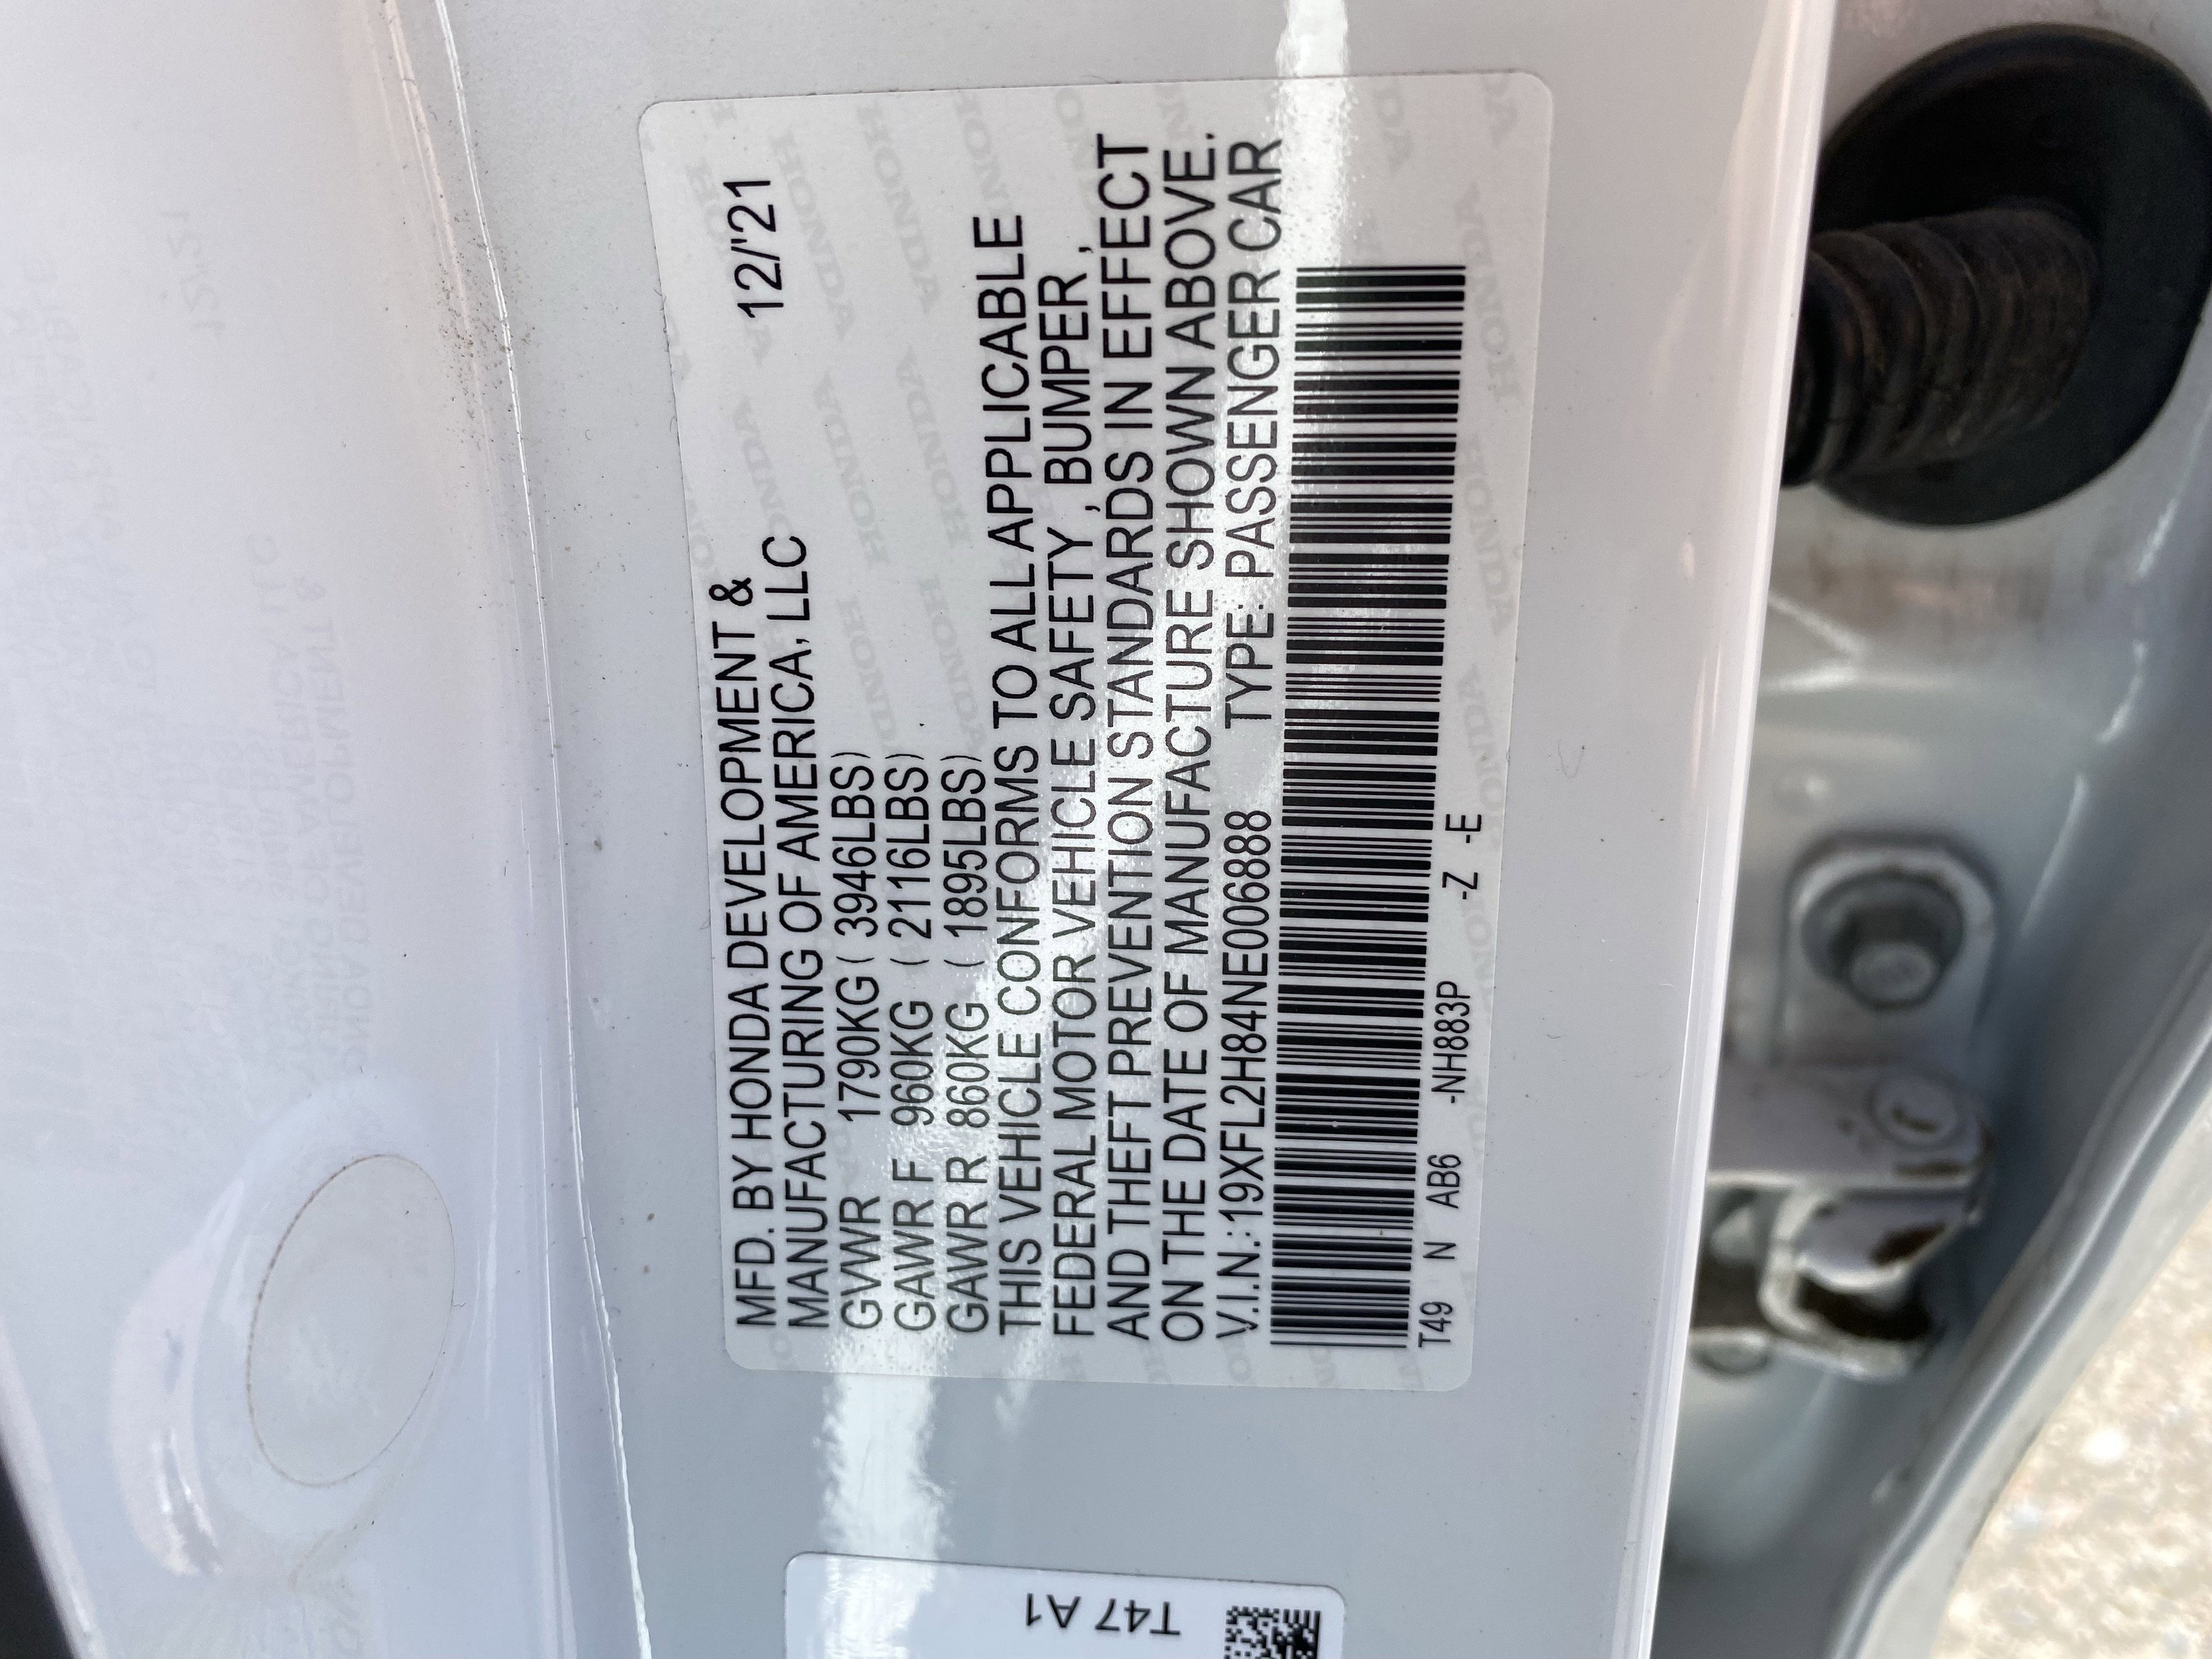 MFD. BY HONDA DEVELOPMENT &
MANUFACTURING OF AMERICA, LLC 12/'21
GVWR 1790KG ( 3946LBS)
GAWR F 960KG ( 2116LBS)
GAWR R 860KG ( 1895LBS)
THIS VEHICLE CONFORMS TO ALL APPLICABLE
FEDERAL MOTOR VEHICLE SAFETY , BUMPER ,
AND THEFT PREVENTION STANDARDS IN EFFECT
ON THE DATE OF MANUFACTURE SHOWN ABOVE.
V.I.N.:19XFL2H84NE006888 TYPE: PASSENGER CAR
T49 N AB6 -NH883P -Z -E
T47 A1